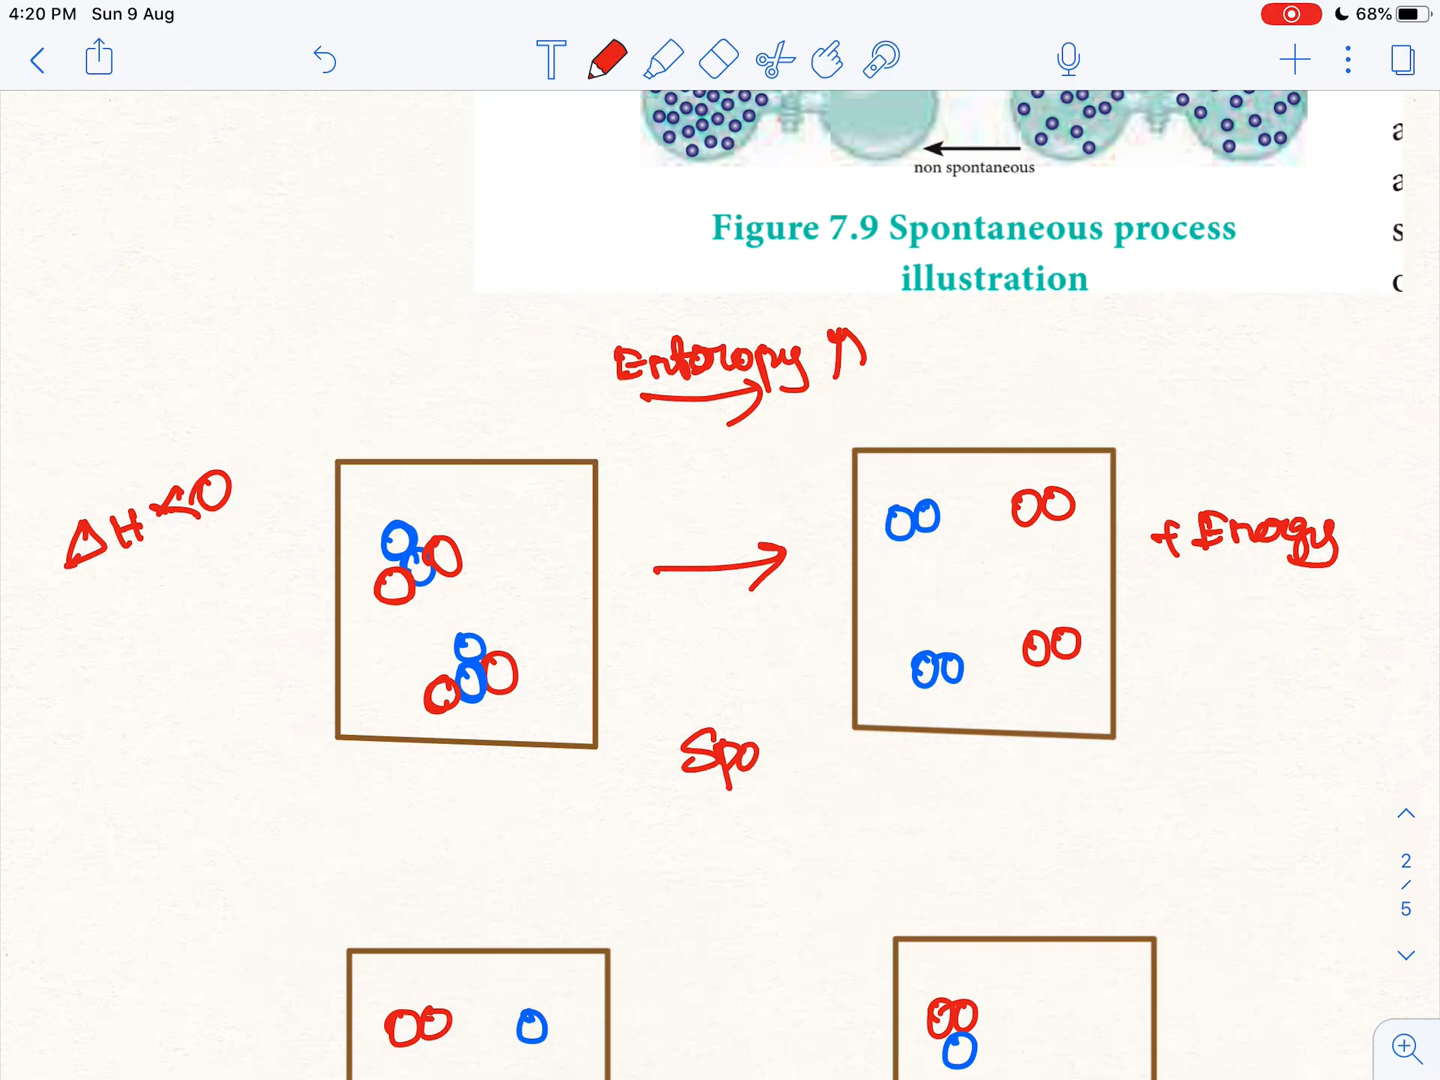 4:20 PM Sun 9 Aug
68%
T
non spontaneous
a
a
s
Figure 7.9 Spontaneous process
illustration
Entropy ↑
ΔH<0
+ Energy
Spo
2
/
5